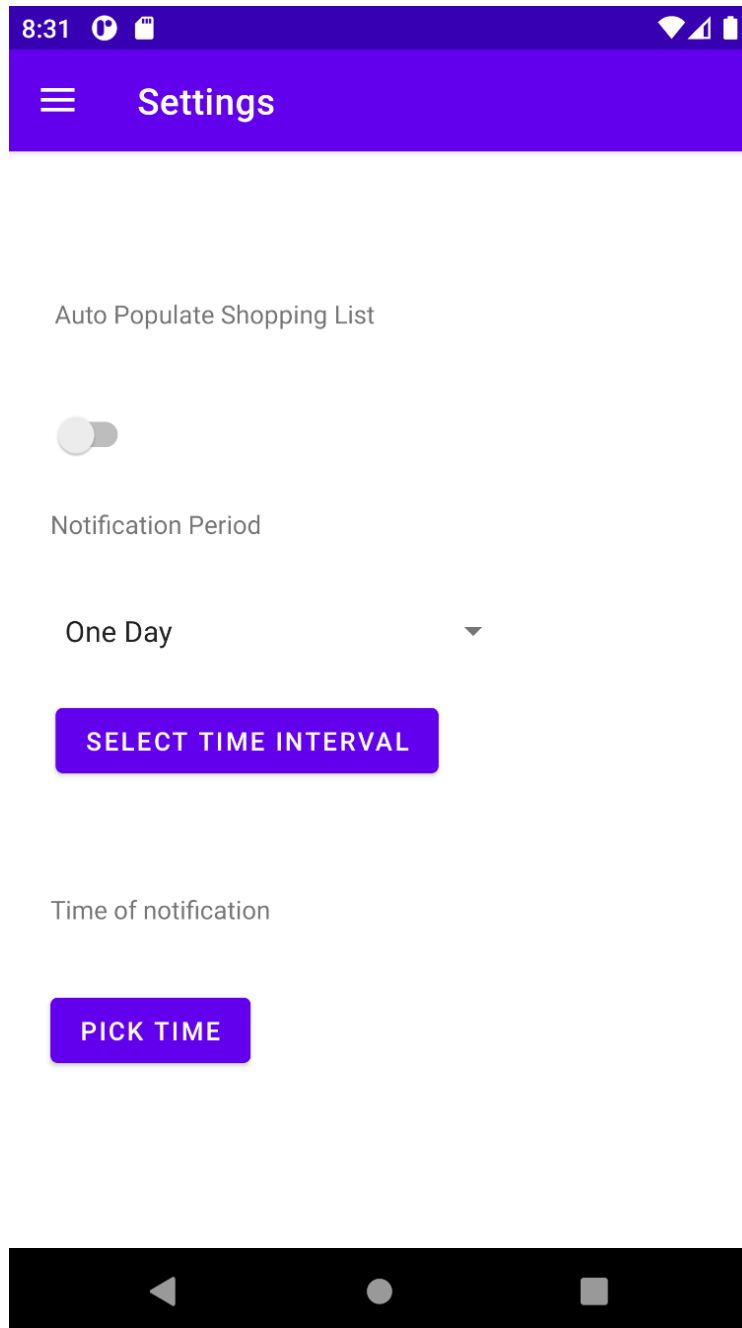 8:31
Settings
Auto Populate Shopping List
Notification Period
One Day
SELECT TIME INTERVAL
Time of notification
PICK TIME